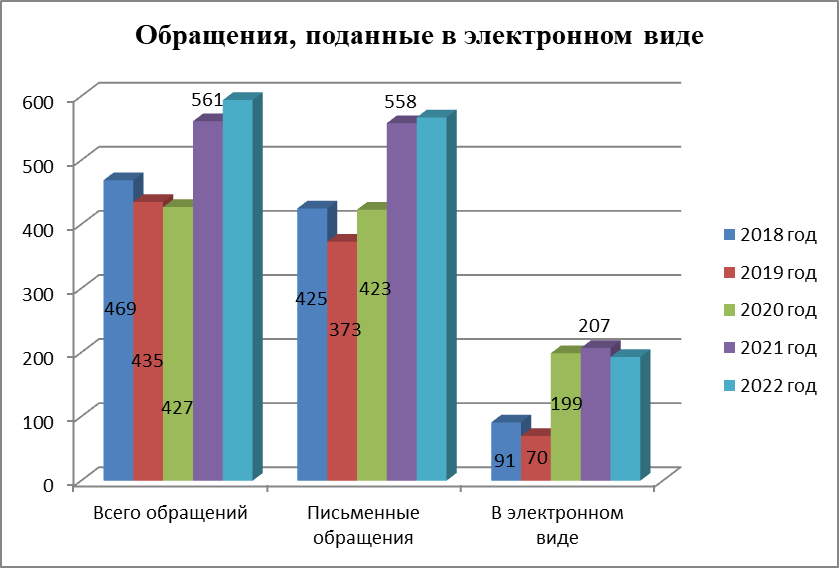 Обращения, поданные в электронном виде
600
500
400
300
200
100
0
469
435
427
561
425
373
423
558
91
70
199
207
Всего обращений
Письменные
обращения
В электронном
виде
2018 год
2019 год
2020 год
2021 год
2022 год